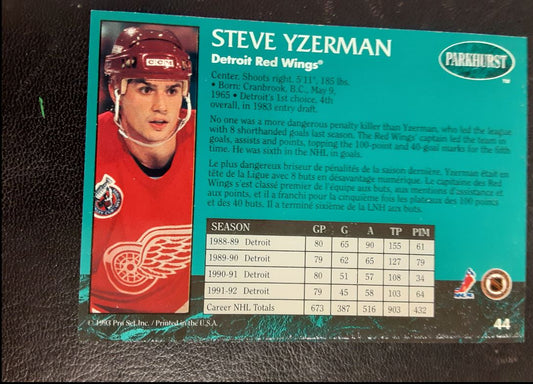 STEVE YZERMAN
Detroit Red Wings®
PARKHURST
TM
Center. Shoots right. 5'11", 185 lbs.
• Born: Cranbrook, B.C., May 9,
1965 • Detroit's 1st choice, 4th
overall, in 1983 entry draft.
No one was a more dangerous penalty killer than Yzerman, who led the league
with 8 shorthanded goals last season. The Red Wings' captain led the team in
goals, assists and points, topping the 100-point and 40-goal marks for the fifth
time. He was sixth in the NHL in goals.
Le plus dangereux briseur de pénalités de la saison dernière, Yzerman était en
tête de la Ligue avec 8 buts en désavantage numérique. Le capitaine des Red
Wings s'est classé premier de l'équipe aux buts, aux mentions d'assistance et
aux points, et il a franchi pour la cinquième fois les plateaux des 100 points
et des 40 buts. Il a terminé sixième de la LNH aux buts.
SEASON GP G A TP PIM
1988-89 Detroit 80 65 90 155 61
1989-90 Detroit 79 62 65 127 79
1990-91 Detroit 80 51 57 108 34
1991-92 Detroit 79 45 58 103 64
Career NHL Totals 673 387 516 903 432
© 1993 Pro Set Inc. / Printed in the U.S.A.
44
CCM